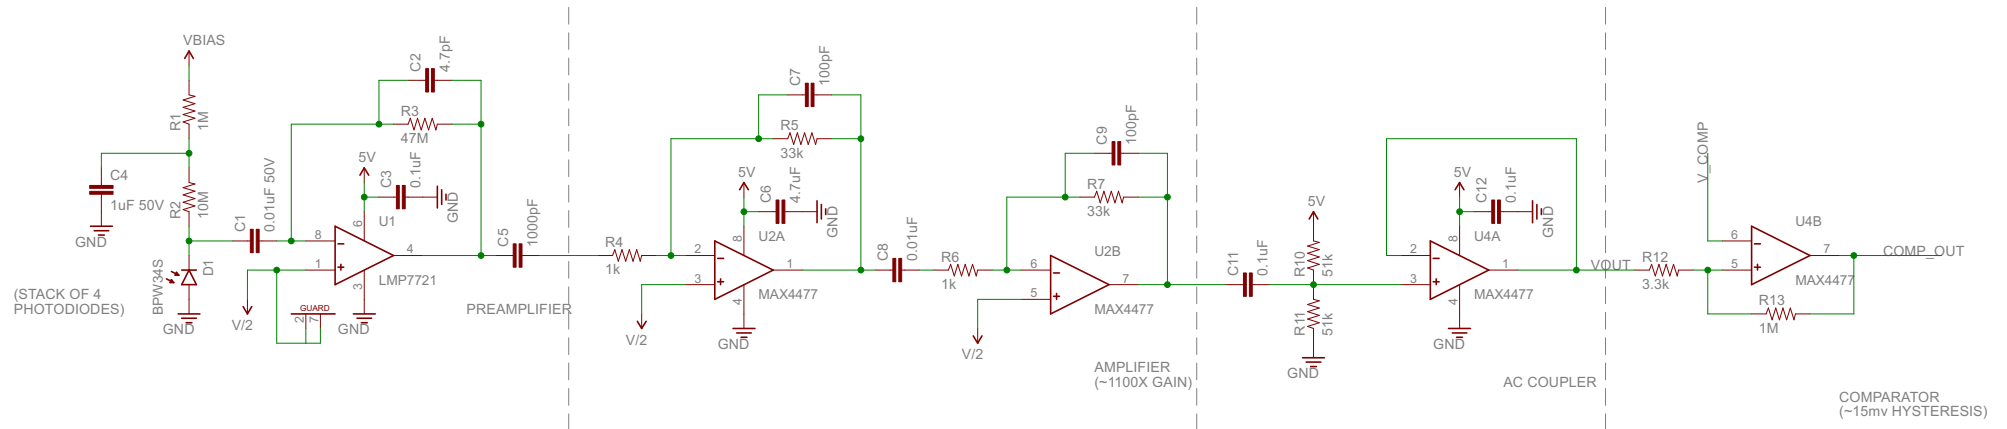 VBIAS
R1
1M
C4
1uF 50V
GND
R2
10M
C1
0.01uF 50V
D1
BPW34S
GND
(STACK OF 4
PHOTODIODES)
V/2
GUARD
2
7
C2
4.7pF
R3
47M
5V
C3
0.1uF
GND
U1
8
1
6
4
3
LMP7721
GND
C5
1000pF
PREAMPLIFIER
R4
1k
V/2
C7
100pF
R5
33k
5V
C6
4.7uF
GND
U2A
2
3
8
1
4
MAX4477
GND
C8
0.01uF
R6
1k
V/2
C9
100pF
R7
33k
U2B
6
5
7
MAX4477
AMPLIFIER
(~1100X GAIN)
C11
0.1uF
5V
R10
51k
R11
51k
GND
5V
C12
0.1uF
GND
U4A
2
3
8
1
4
MAX4477
GND
AC COUPLER
VOUT
R12
3.3k
V_COMP
U4B
6
5
7
MAX4477
R13
1M
COMP_OUT
COMPARATOR
(~15mv HYSTERESIS)